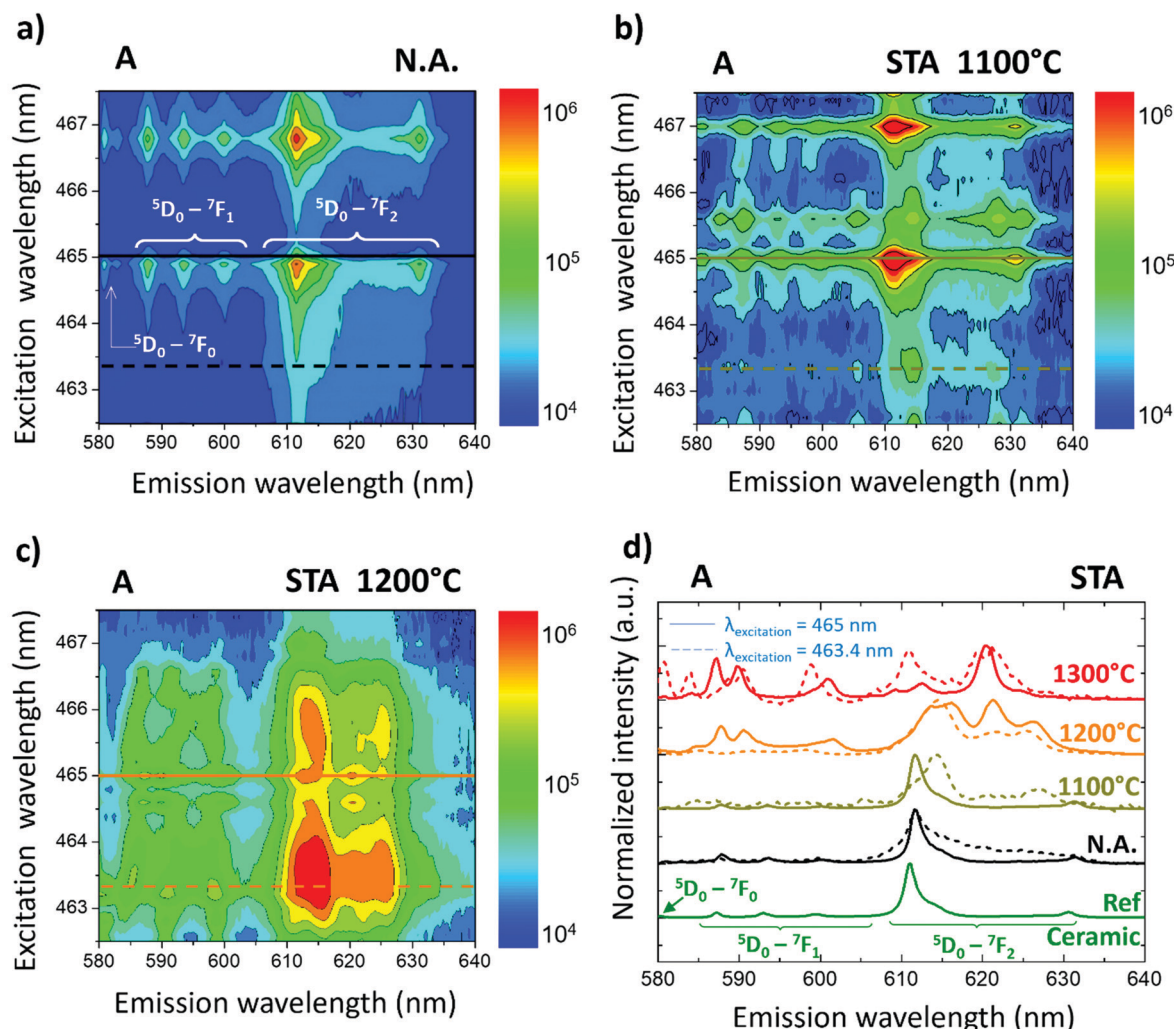 a)
A N.A.
Excitation wavelength (nm)
467
466
465
464
463
⁵D₀ – ⁷F₁
⁵D₀ – ⁷F₂
⁵D₀ – ⁷F₀
580 590 600 610 620 630 640
Emission wavelength (nm)
10⁶
10⁵
10⁴
b)
A STA 1100°C
Excitation wavelength (nm)
467
466
465
464
463
580 590 600 610 620 630 640
Emission wavelength (nm)
10⁶
10⁵
10⁴
c)
A STA 1200°C
Excitation wavelength (nm)
467
466
465
464
463
580 590 600 610 620 630 640
Emission wavelength (nm)
10⁶
10⁵
10⁴
d)
A STA
Normalized intensity (a.u.)
λexcitation = 465 nm
λexcitation = 463.4 nm
1300°C
1200°C
1100°C
N.A.
⁵D₀ – ⁷F₀
Ref
Ceramic
⁵D₀ – ⁷F₁
⁵D₀ – ⁷F₂
580 590 600 610 620 630 640
Emission wavelength (nm)